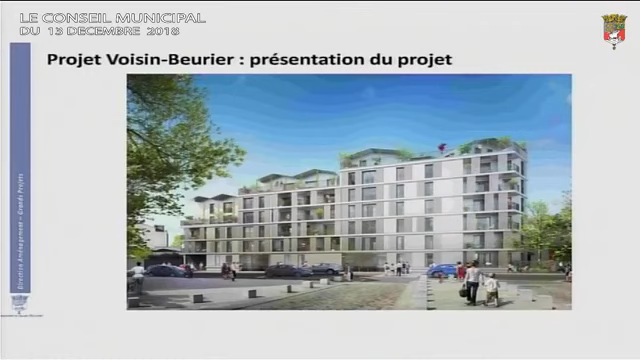 LE CONSEIL MUNICIPAL
DU 13 DECEMBRE 2018
Projet Voisin-Beurier : présentation du projet
Direction Aménagement – Grands Projets